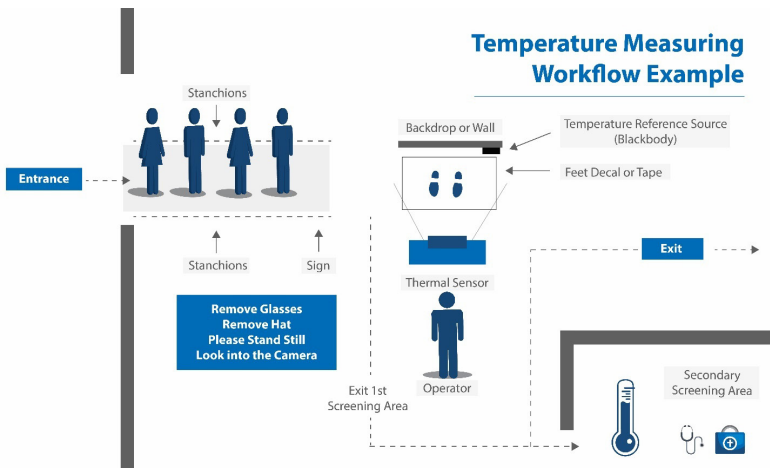 Temperature Measuring
Workflow Example
Stanchions
Backdrop or Wall
Temperature Reference Source
(Blackbody)
Feet Decal or Tape
Entrance
Stanchions
Sign
Exit
Thermal Sensor
Remove Glasses
Remove Hat
Please Stand Still
Look into the Camera
Operator
Exit 1st
Screening Area
Secondary
Screening Area